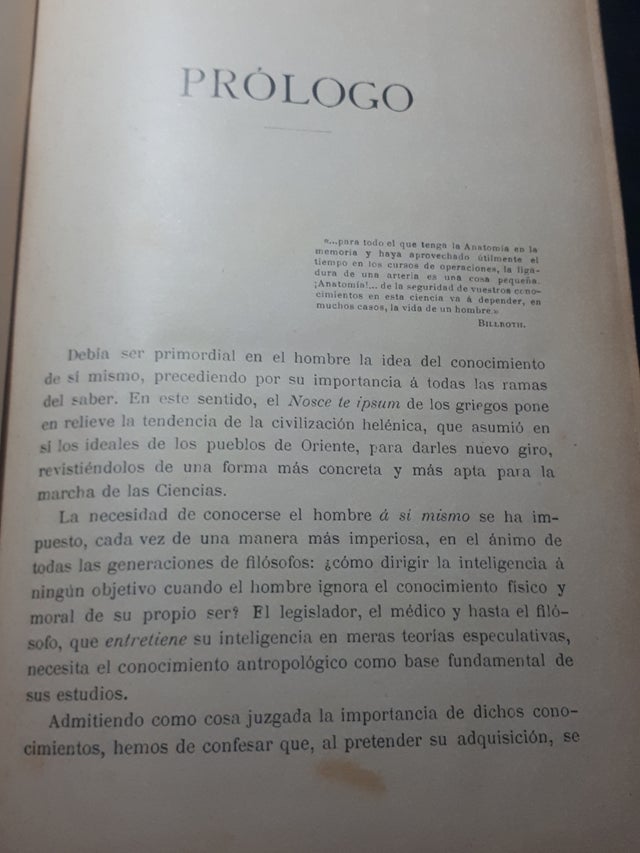 PRÓLOGO
«...para todo el que tenga la Anatomía en la
memoria y haya aprovechado útilmente el
tiempo en los cursos de operaciones, la liga-
dura de una arteria es una cosa pequeña.
¡Anatomía!... de la seguridad de vuestros cono-
cimientos en esta ciencia va á depender, en
muchos casos, la vida de un hombre.»
BILLROTH.
Debía ser primordial en el hombre la idea del conocimiento
de sí mismo, precediendo por su importancia á todas las ramas
del saber. En este sentido, el Nosce te ipsum de los griegos pone
en relieve la tendencia de la civilización helénica, que asumió en
sí los ideales de los pueblos de Oriente, para darles nuevo giro,
revistiéndolos de una forma más concreta y más apta para la
marcha de las Ciencias.
La necesidad de conocerse el hombre á sí mismo se ha im-
puesto, cada vez de una manera más imperiosa, en el ánimo de
todas las generaciones de filósofos: ¿cómo dirigir la inteligencia á
ningún objetivo cuando el hombre ignora el conocimiento físico y
moral de su propio ser? El legislador, el médico y hasta el filó-
sofo, que entretiene su inteligencia en meras teorías especulativas,
necesita el conocimiento antropológico como base fundamental de
sus estudios.
Admitiendo como cosa juzgada la importancia de dichos cono-
cimientos, hemos de confesar que, al pretender su adquisición, se